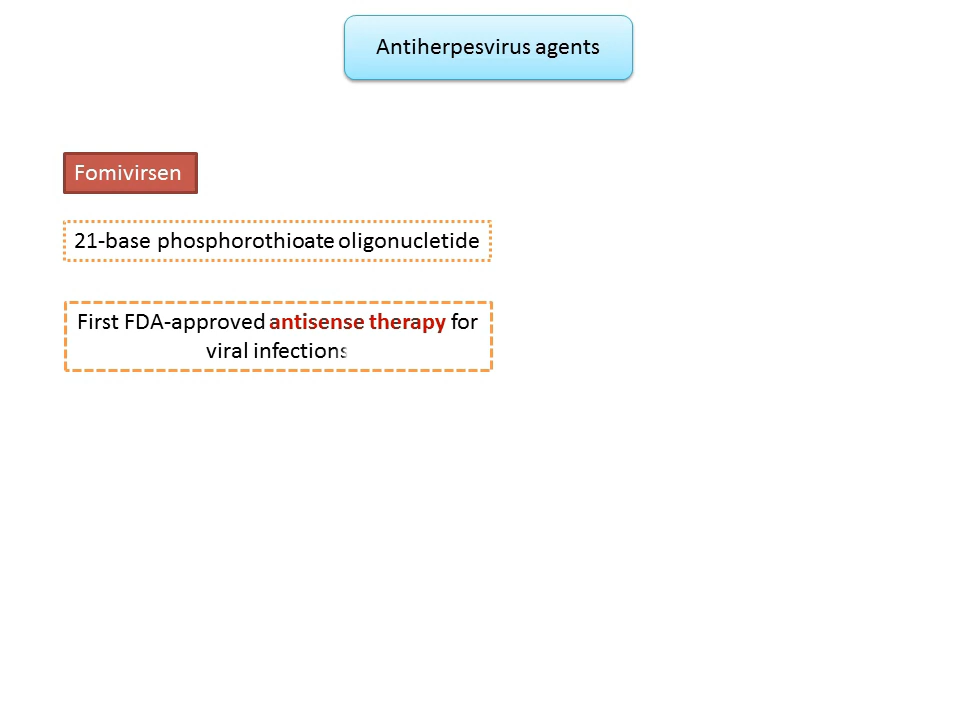 Antiherpesvirus agents
Fomivirsen
21-base phosphorothioate oligonucletide
First FDA-approved antisense therapy for
viral infections